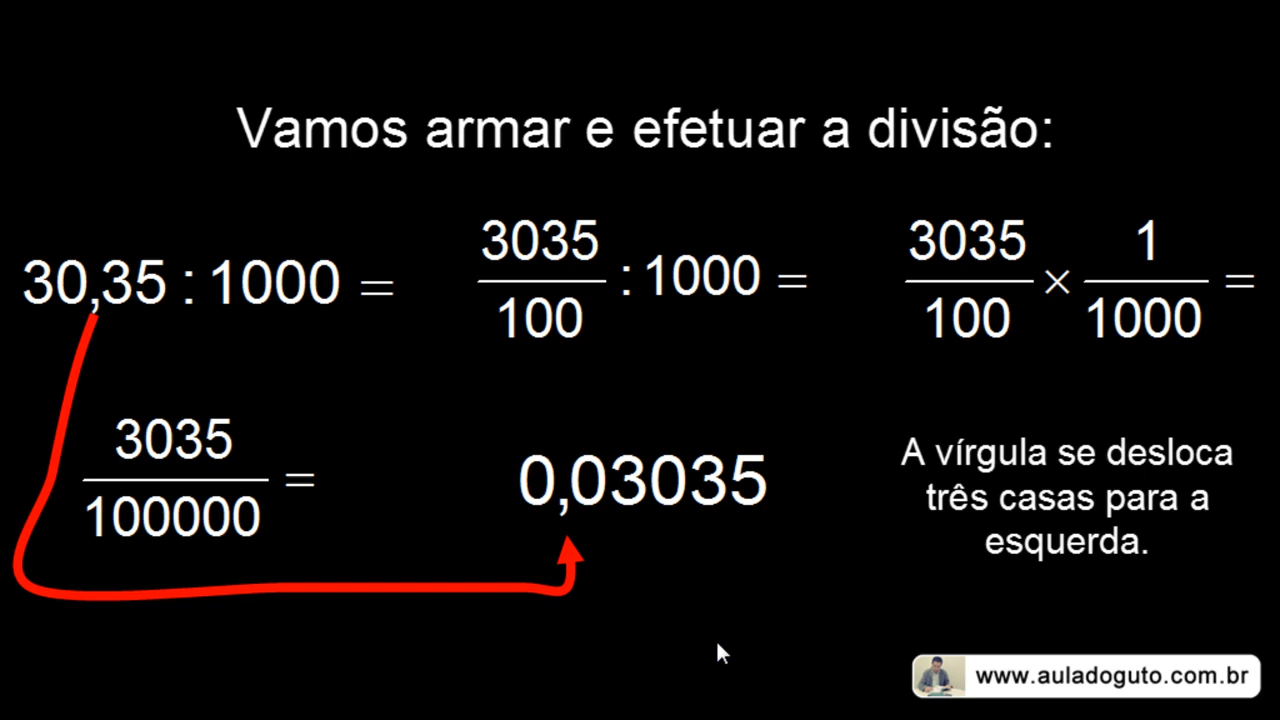 Vamos armar e efetuar a divisão:
30,35 : 1000 =
3035/100 : 1000 =
3035/100 × 1/1000 =
3035/100000 =
0,03035
A vírgula se desloca
três casas para a
esquerda.
www.auladoguto.com.br